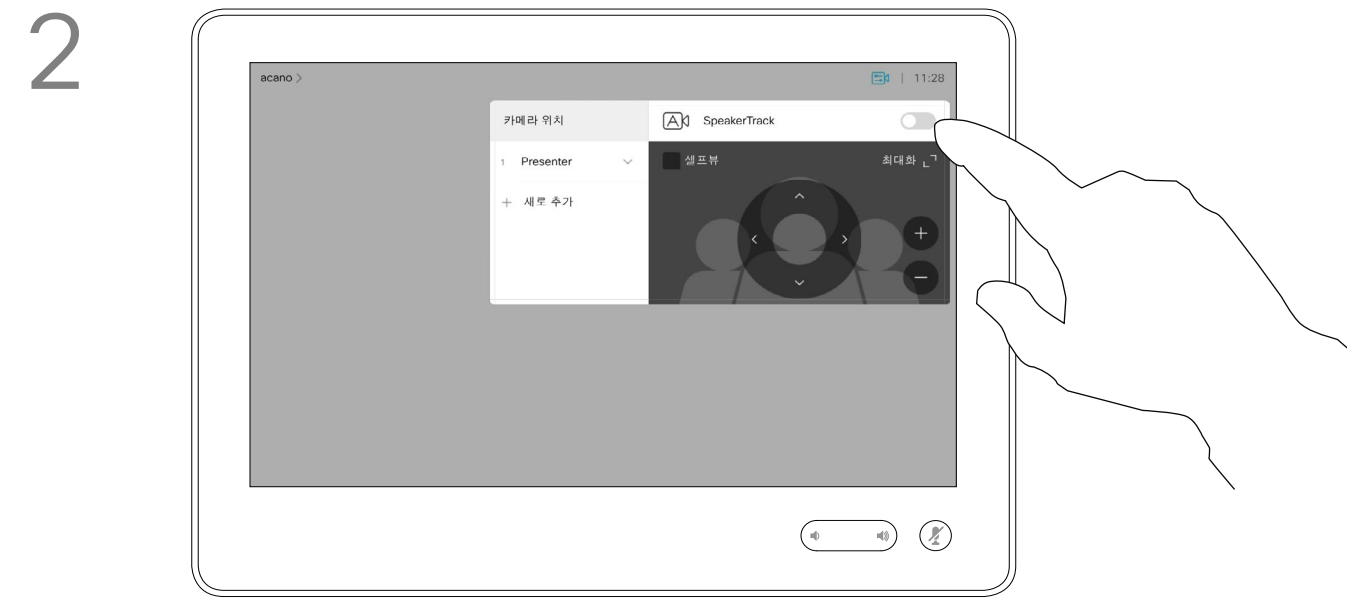 2
acano >
11:28
카메라 위치
SpeakerTrack
1 Presenter
셀프뷰
최대화
+ 새로 추가